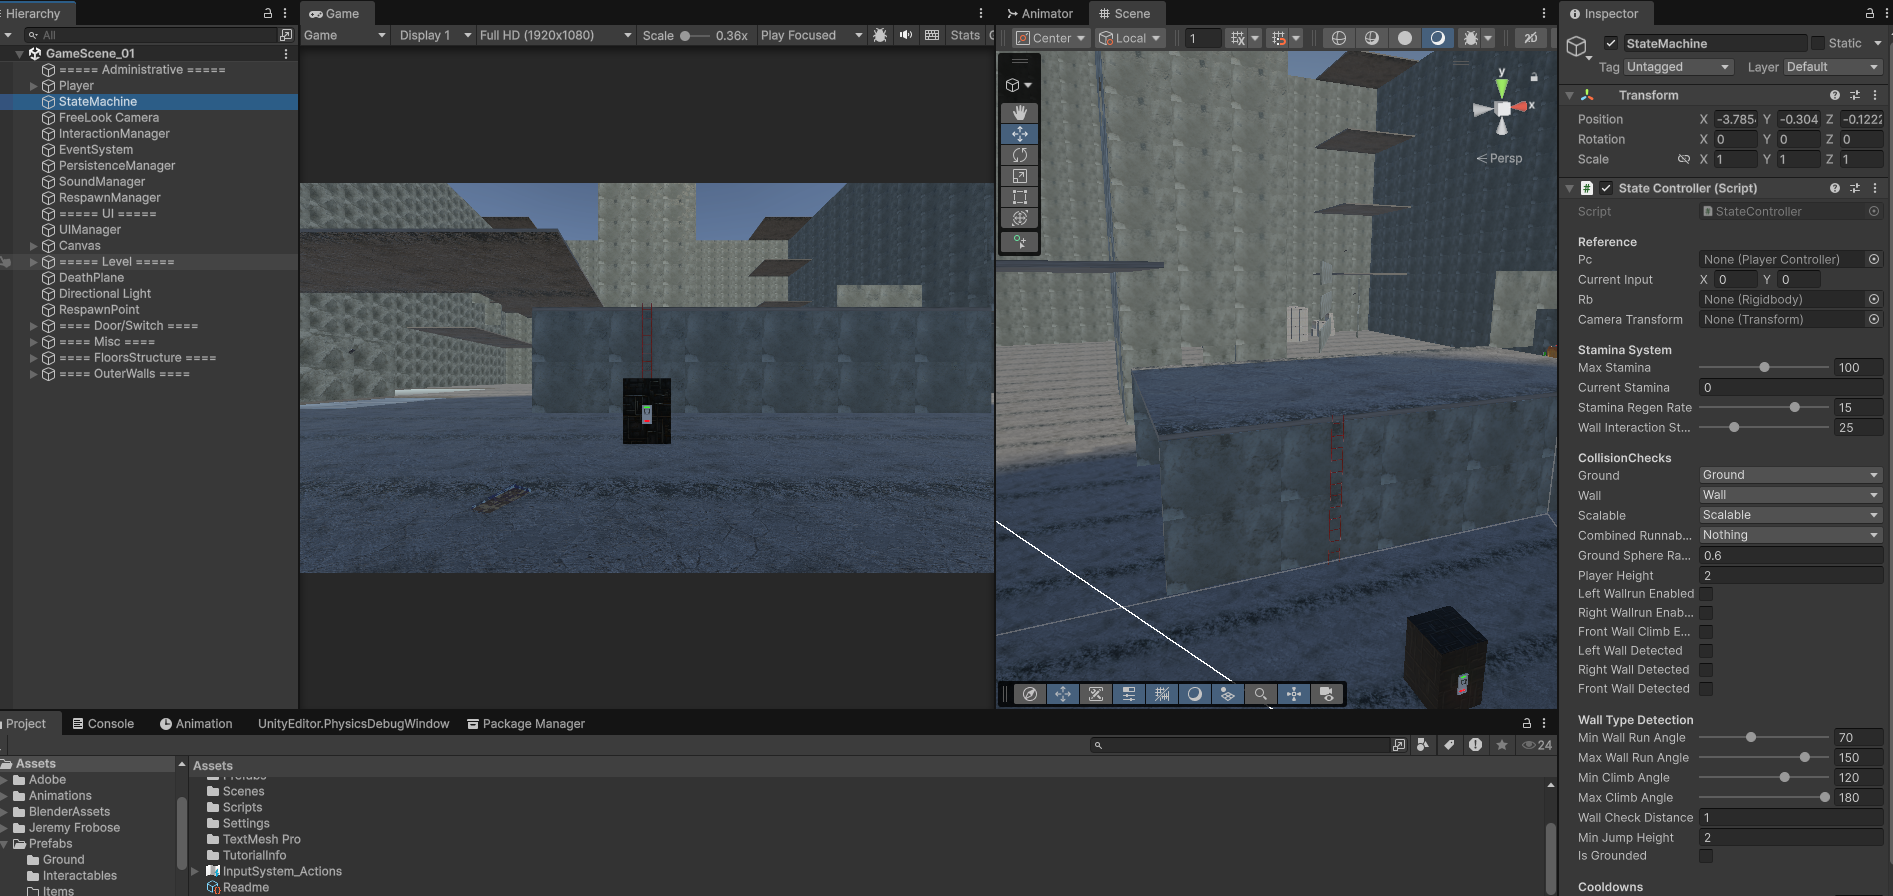 Hierarchy
All
GameScene_01
===== Administrative =====
Player
StateMachine
FreeLook Camera
InteractionManager
EventSystem
PersistenceManager
SoundManager
RespawnManager
===== UI =====
UIManager
Canvas
===== Level =====
DeathPlane
Directional Light
RespawnPoint
==== Door/Switch ====
==== Misc ====
==== FloorsStructure ====
==== OuterWalls ====
Game
Game Display 1 Full HD (1920x1080) Scale 0.36x Play Focused Stats
Animator Scene
Center Local 1 2D
y
x
Persp
Inspector
StateMachine Static
Tag Untagged Layer Default
Transform
Position X -3.785 Y -0.304 Z -0.1222
Rotation X 0 Y 0 Z 0
Scale X 1 Y 1 Z 1
State Controller (Script)
Script StateController
Reference
Pc None (Player Controller)
Current Input X 0 Y 0
Rb None (Rigidbody)
Camera Transform None (Transform)
Stamina System
Max Stamina 100
Current Stamina 0
Stamina Regen Rate 15
Wall Interaction St... 25
CollisionChecks
Ground Ground
Wall Wall
Scalable Scalable
Combined Runnab... Nothing
Ground Sphere Ra... 0.6
Player Height 2
Left Wallrun Enabled
Right Wallrun Enab...
Front Wall Climb E...
Left Wall Detected
Right Wall Detected
Front Wall Detected
Wall Type Detection
Min Wall Run Angle 70
Max Wall Run Angle 150
Min Climb Angle 120
Max Climb Angle 180
Wall Check Distance 1
Min Jump Height 2
Is Grounded
Cooldowns
Project Console Animation UnityEditor.PhysicsDebugWindow Package Manager
24
Assets
Adobe
Animations
BlenderAssets
Jeremy Frobose
Prefabs
Ground
Interactables
Items
Assets
Prefabs
Scenes
Scripts
Settings
TextMesh Pro
TutorialInfo
InputSystem_Actions
Readme